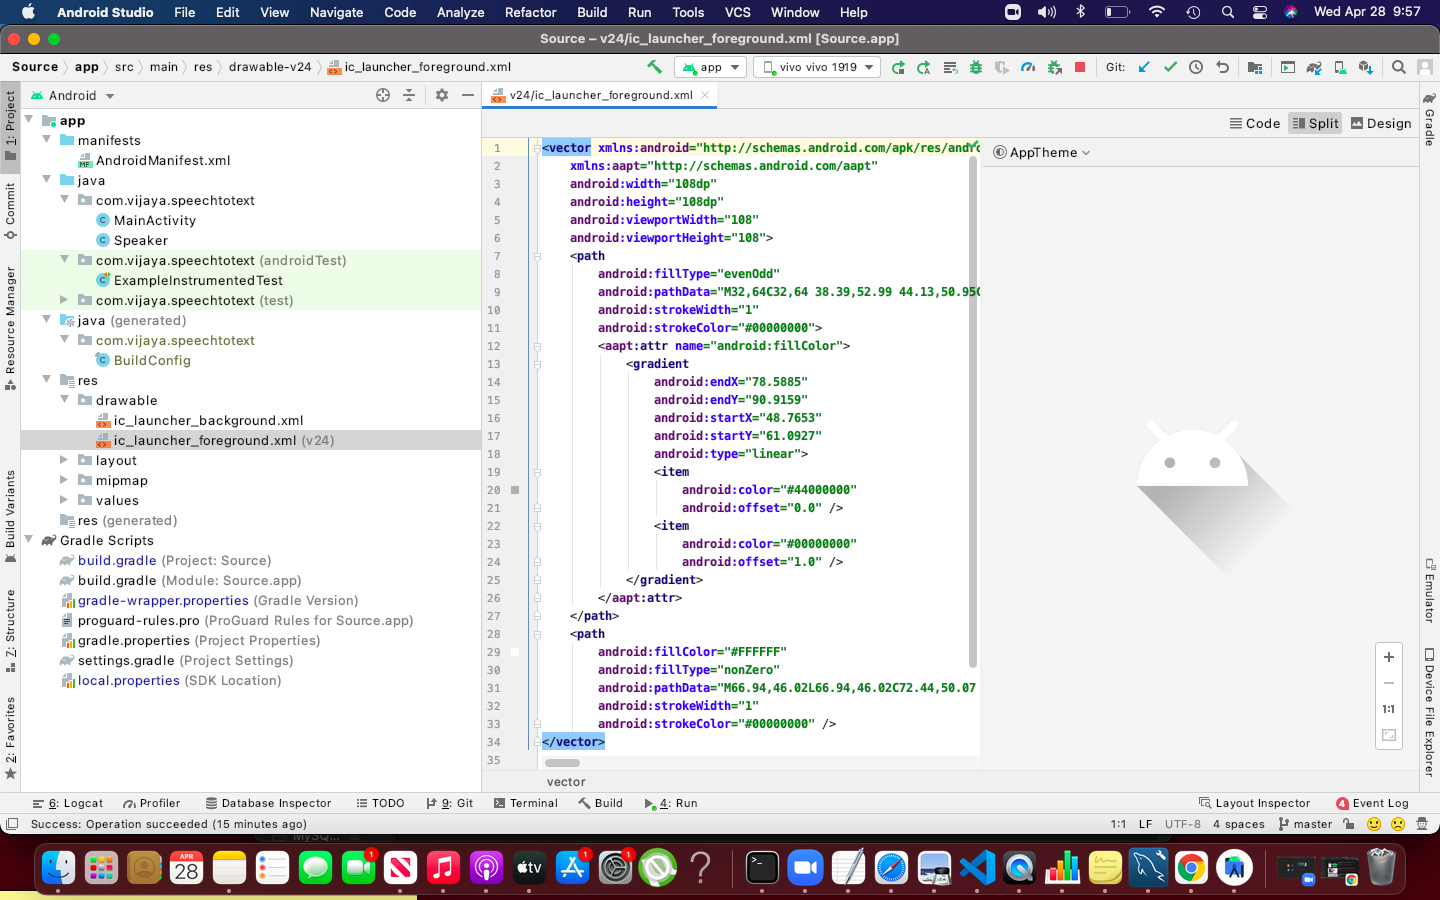 Android Studio File Edit View Navigate Code Analyze Refactor Build Run Tools VCS Window Help Wed Apr 28 9:57
Source – v24/ic_launcher_foreground.xml [Source.app]
Source app src main res drawable-v24 ic_launcher_foreground.xml app vivo vivo 1919 Git:
Android
v24/ic_launcher_foreground.xml
Code Split Design
AppTheme
1: Project
Commit
Resource Manager
Build Variants
7: Structure
2: Favorites
app
manifests
AndroidManifest.xml
java
com.vijaya.speechtotext
MainActivity
Speaker
com.vijaya.speechtotext (androidTest)
ExampleInstrumentedTest
com.vijaya.speechtotext (test)
java (generated)
com.vijaya.speechtotext
BuildConfig
res
drawable
ic_launcher_background.xml
ic_launcher_foreground.xml (v24)
layout
mipmap
values
res (generated)
Gradle Scripts
build.gradle (Project: Source)
build.gradle (Module: Source.app)
gradle-wrapper.properties (Gradle Version)
proguard-rules.pro (ProGuard Rules for Source.app)
gradle.properties (Project Properties)
settings.gradle (Project Settings)
local.properties (SDK Location)
1 <vector xmlns:android="http://schemas.android.com/apk/res/andro
2 xmlns:aapt="http://schemas.android.com/aapt"
3 android:width="108dp"
4 android:height="108dp"
5 android:viewportWidth="108"
6 android:viewportHeight="108">
7 <path
8 android:fillType="evenOdd"
9 android:pathData="M32,64C32,64 38.39,52.99 44.13,50.95C
10 android:strokeWidth="1"
11 android:strokeColor="#00000000">
12 <aapt:attr name="android:fillColor">
13 <gradient
14 android:endX="78.5885"
15 android:endY="90.9159"
16 android:startX="48.7653"
17 android:startY="61.0927"
18 android:type="linear">
19 <item
20 android:color="#44000000"
21 android:offset="0.0" />
22 <item
23 android:color="#00000000"
24 android:offset="1.0" />
25 </gradient>
26 </aapt:attr>
27 </path>
28 <path
29 android:fillColor="#FFFFFF"
30 android:fillType="nonZero"
31 android:pathData="M66.94,46.02L66.94,46.02C72.44,50.07
32 android:strokeWidth="1"
33 android:strokeColor="#00000000" />
34 </vector>
35
vector
1:1
Gradle
Emulator
Device File Explorer
6: Logcat Profiler Database Inspector TODO 9: Git Terminal Build 4: Run Layout Inspector 4 Event Log
Success: Operation succeeded (15 minutes ago) 1:1 LF UTF-8 4 spaces master
MySQ...
APR
28
1
tv
1
1